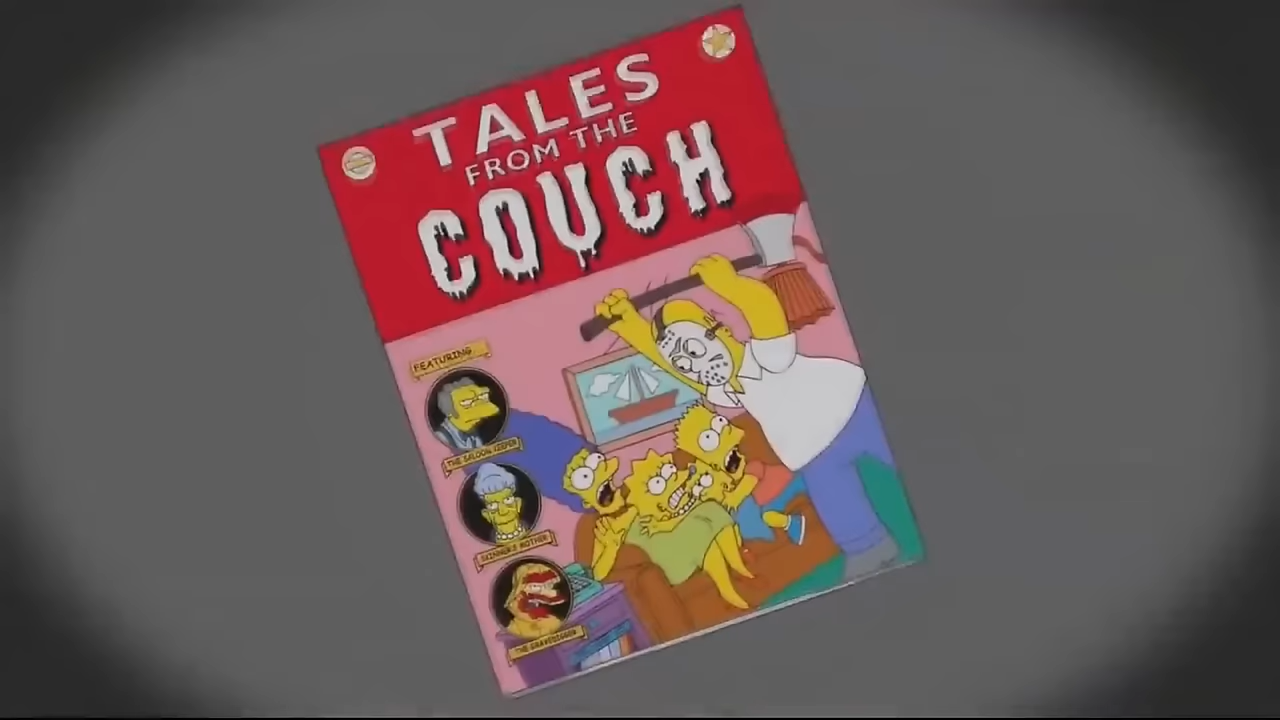 TALES
FROM THE
COUCH
FEATURING
THE SALOON KEEPER
SKINNER'S MOTHER
THE GRAVEDIGGER